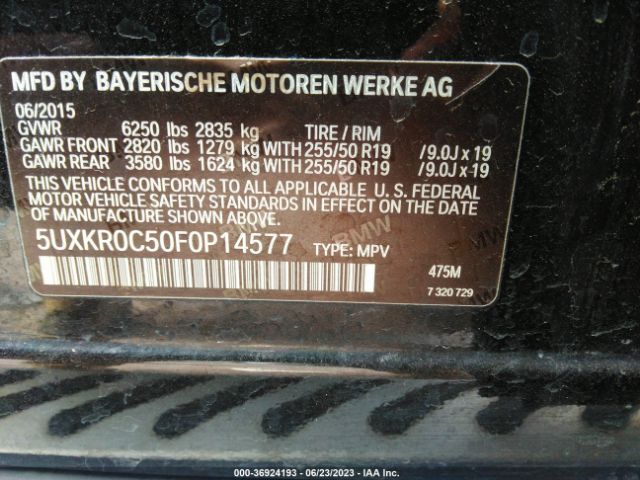 MFD BY BAYERISCHE MOTOREN WERKE AG
06/2015
GVWR 6250 lbs 2835 kg TIRE / RIM
GAWR FRONT 2820 lbs 1279 kg WITH 255/50 R19 /9.0J x 19
GAWR REAR 3580 lbs 1624 kg WITH 255/50 R19 /9.0J x 19
THIS VEHICLE CONFORMS TO ALL APPLICABLE U. S. FEDERAL
MOTOR VEHICLE SAFETY STANDARDS IN EFFECT ON THE DATE
OF MANUFACTURE SHOWN ABOVE.
5UXKR0C50F0P14577 TYPE: MPV
475M
7 320 729
BMW
000-36924193 - 06/23/2023 - IAA Inc.